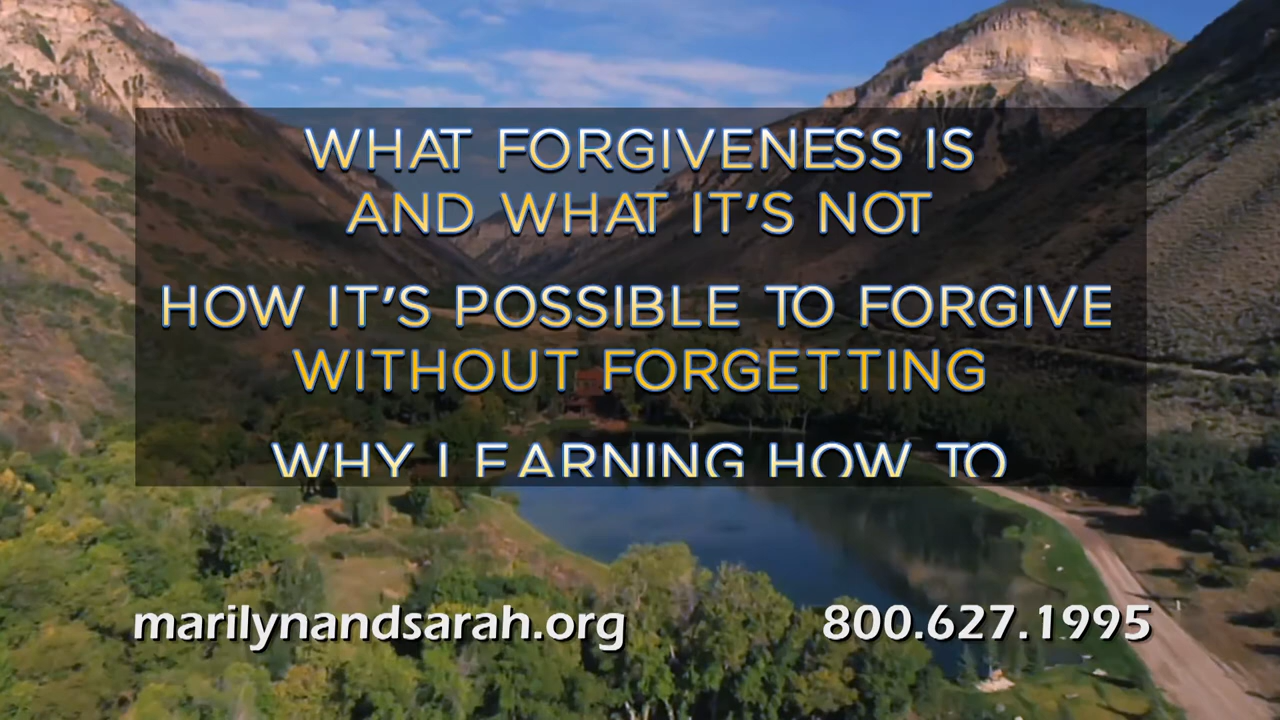 WHAT FORGIVENESS IS
AND WHAT IT'S NOT
HOW IT'S POSSIBLE TO FORGIVE
WITHOUT FORGETTING
WHY LEARNING HOW TO
marilynandsarah.org
800.627.1995